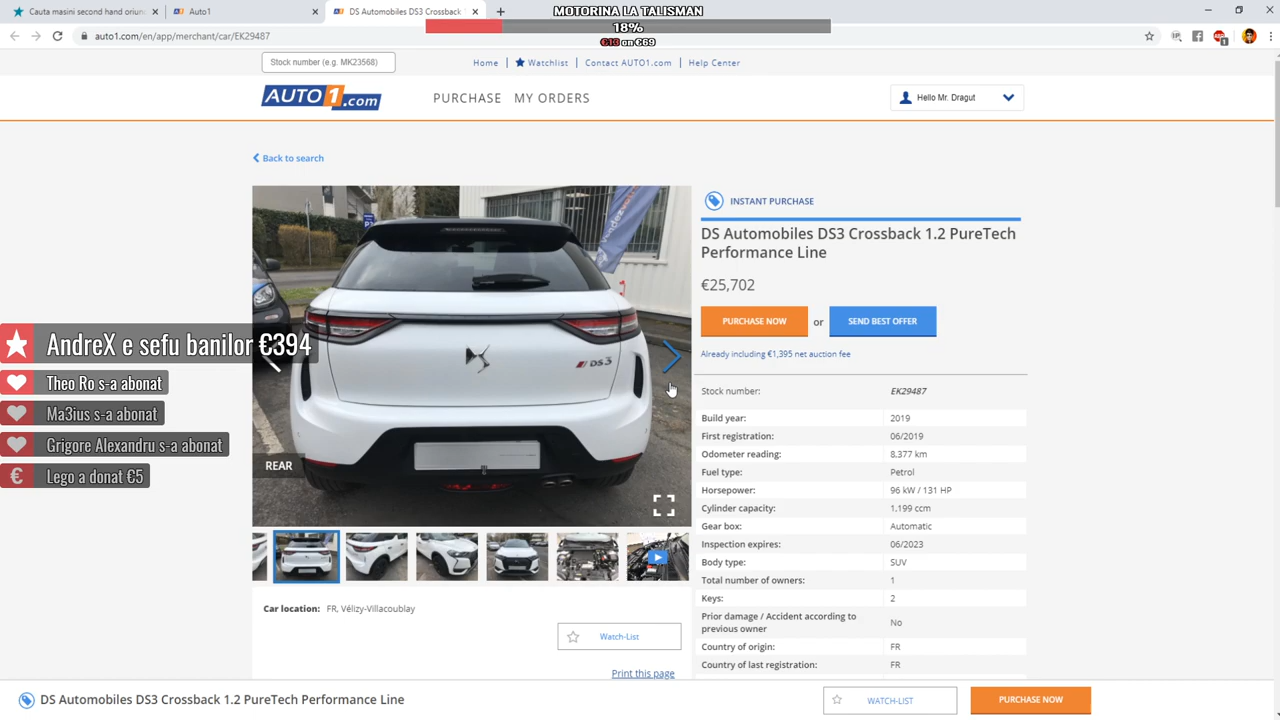 Cauta masini second hand oriun
Auto1
DS Automobiles DS3 Crossback
MOTORINA LA TALISMAN
18%
€13 on €69
auto1.com/en/app/merchant/car/EK29487
Stock number (e.g. MK23568)
Home | Watchlist | Contact AUTO1.com | Help Center
AUTO1.com
PURCHASE MY ORDERS
Hello Mr. Dragut
Back to search
INSTANT PURCHASE
DS Automobiles DS3 Crossback 1.2 PureTech
Performance Line
€25,702
PURCHASE NOW or SEND BEST OFFER
Already including €1,395 net auction fee
Stock number: EK29487
Build year: 2019
First registration: 06/2019
Odometer reading: 8,377 km
Fuel type: Petrol
Horsepower: 96 kW / 131 HP
Cylinder capacity: 1,199 ccm
Gear box: Automatic
Inspection expires: 06/2023
Body type: SUV
Total number of owners: 1
Keys: 2
Prior damage / Accident according to
previous owner No
Country of origin: FR
Country of last registration: FR
AndreX e sefu banilor €394
Theo Ro s-a abonat
Ma3ius s-a abonat
Grigore Alexandru s-a abonat
€ Lego a donat €5
DS3
REAR
Car location: FR, Vélizy-Villacoublay
Watch-List
Print this page
DS Automobiles DS3 Crossback 1.2 PureTech Performance Line
WATCH-LIST
PURCHASE NOW